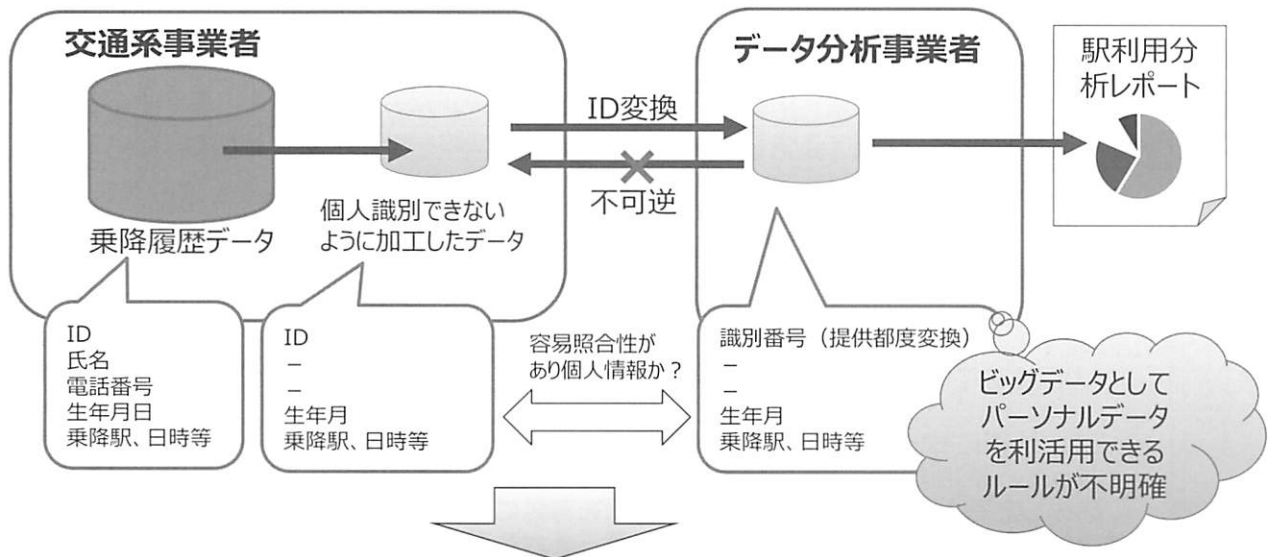 交通系事業者
乗降履歴データ
個人識別できない
ように加工したデータ
ID変換
不可逆
データ分析事業者
駅利用分
析レポート
ID
氏名
電話番号
生年月日
乗降駅、日時等
ID
−
−
生年月
乗降駅、日時等
容易照合性が
あり個人情報か?
識別番号(提供都度変換)
−
−
生年月
乗降駅、日時等
ビッグデータとして
パーソナルデータ
を利活用できる
ルールが不明確